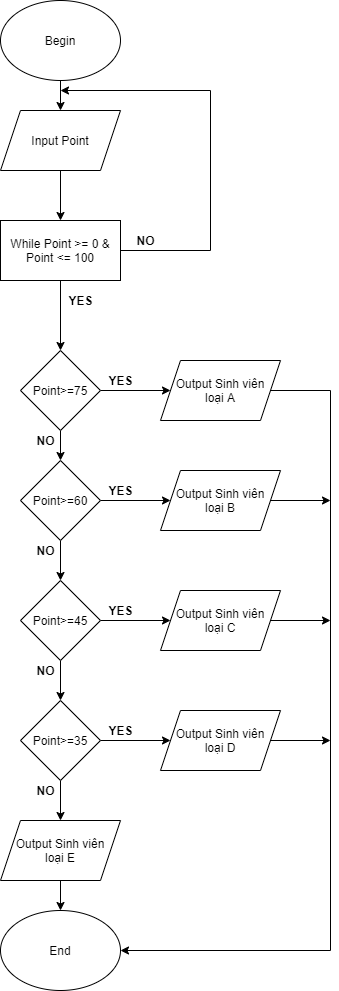 Begin
Input Point
While Point >= 0 &
Point <= 100
NO
YES
Point>=75
YES
Output Sinh viên
loại A
NO
Point>=60
YES
Output Sinh viên
loại B
NO
Point>=45
YES
Output Sinh viên
loại C
NO
Point>=35
YES
Output Sinh viên
loại D
NO
Output Sinh viên
loại E
End